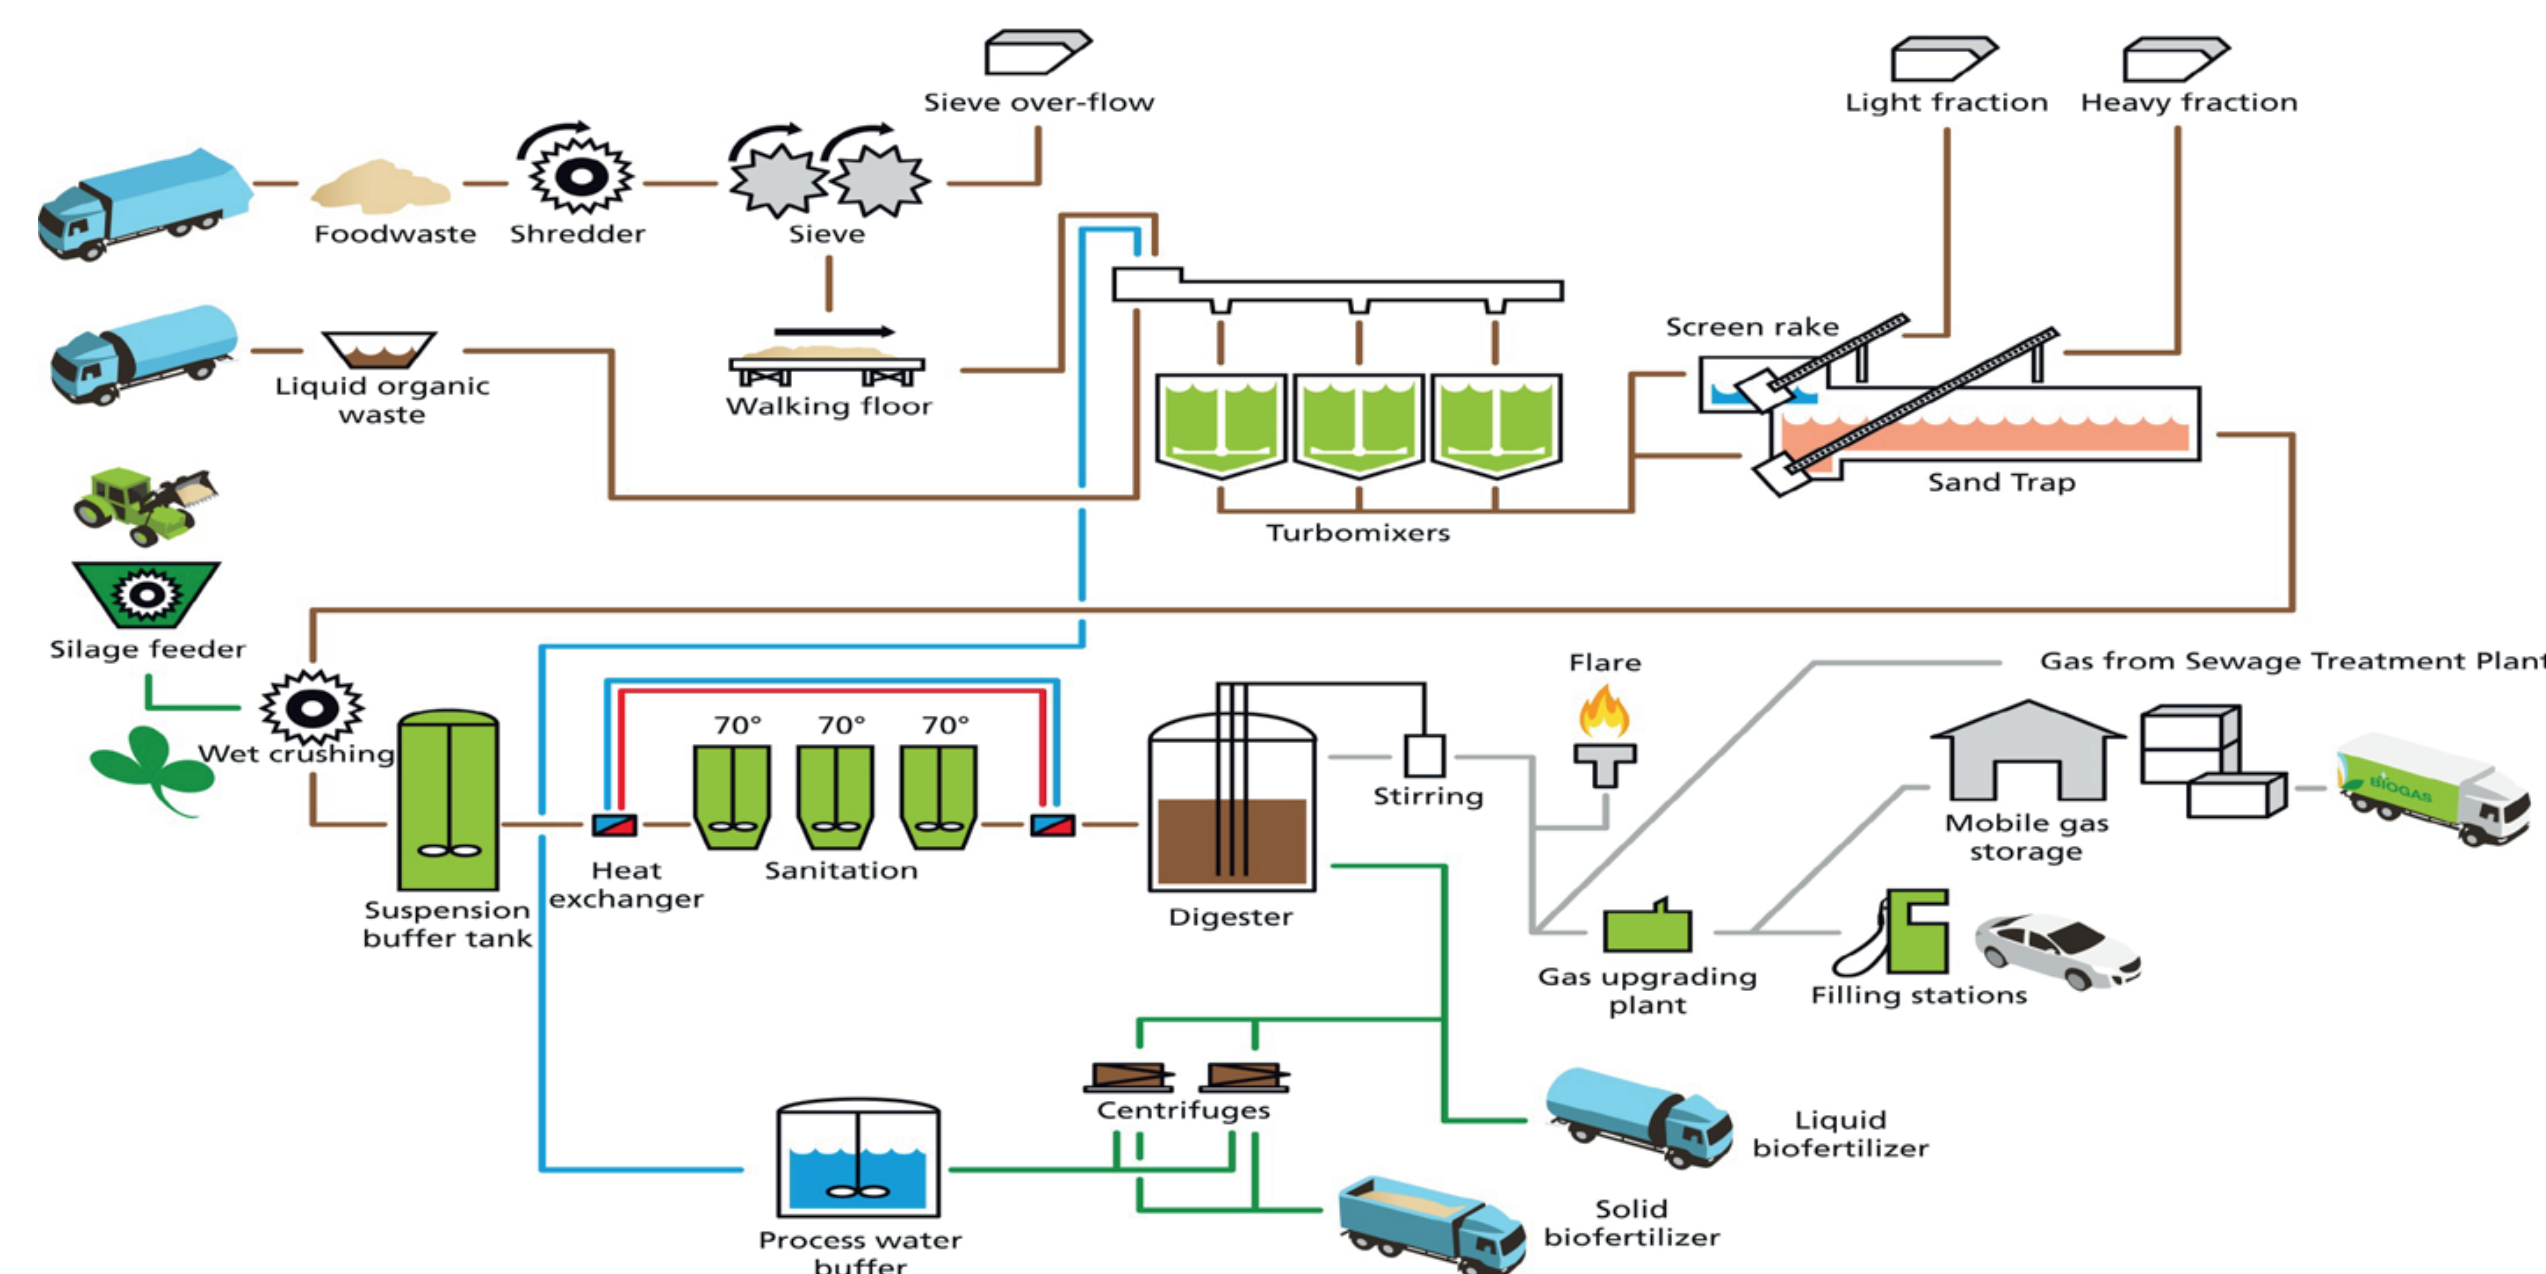 Sieve over-flow
Light fraction
Heavy fraction
Foodwaste
Shredder
Sieve
Screen rake
Liquid organic
waste
Walking floor
Sand Trap
Turbomixers
Silage feeder
Flare
Gas from Sewage Treatment Plant
70°
70°
70°
Wet crushing
BIOGAS
Stirring
Mobile gas
storage
Heat
exchanger
Sanitation
Suspension
buffer tank
Digester
Gas upgrading
plant
Filling stations
Centrifuges
Liquid
biofertilizer
Solid
biofertilizer
Process water
buffer